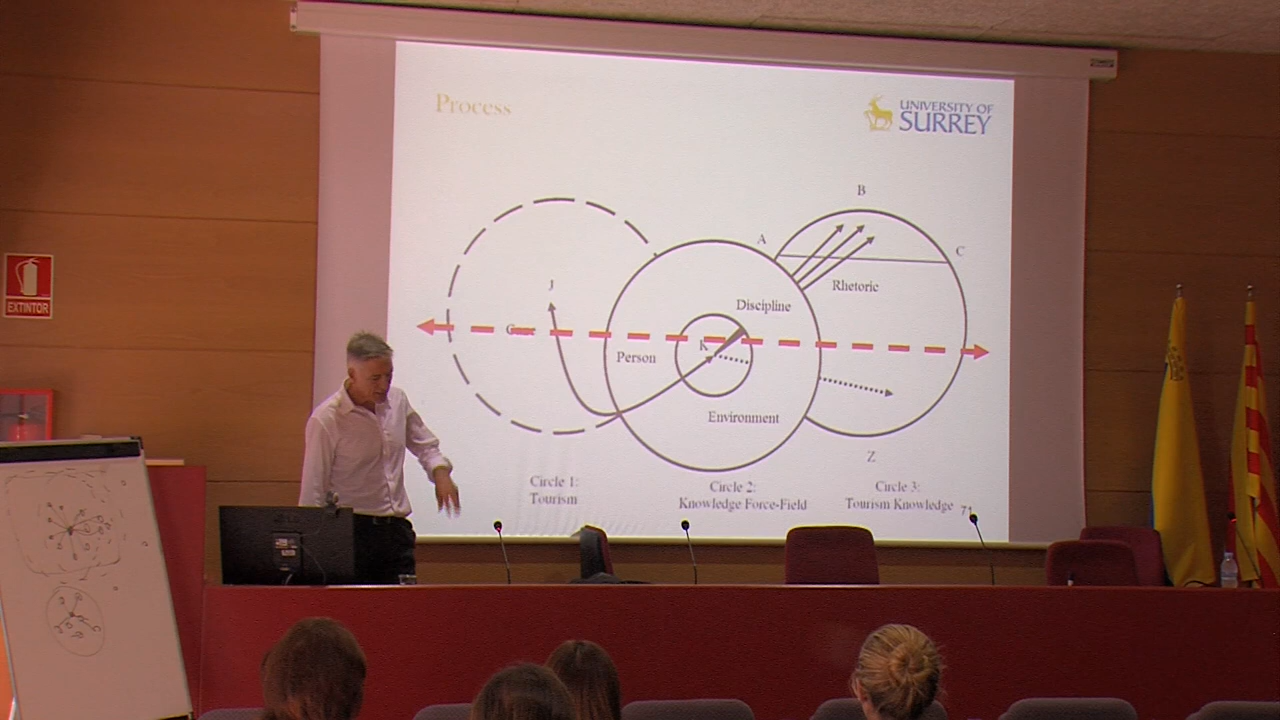 Process
UNIVERSITY OF
SURREY
B
A
C
J
Rhetoric
Discipline
K
Person
Environment
Z
Circle 1:
Tourism
Circle 2:
Knowledge Force-Field
Circle 3:
Tourism Knowledge
71
EXTINTOR